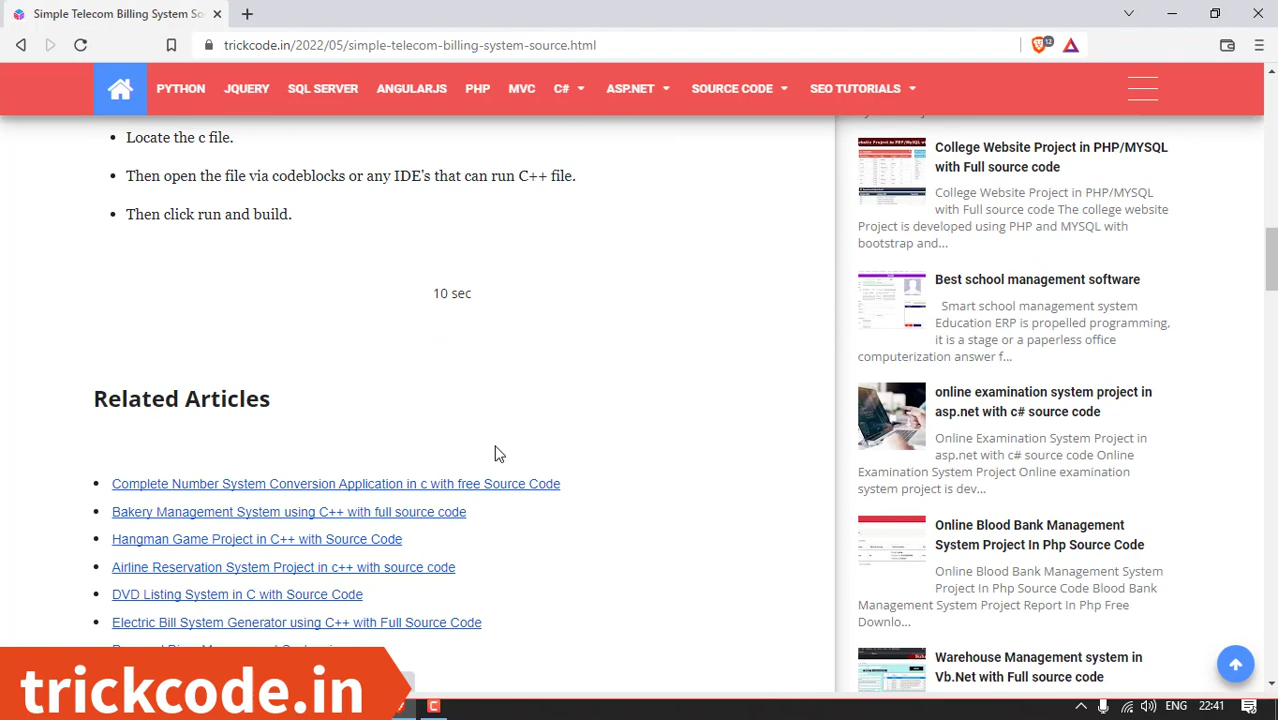 Simple Telecom Billing System So
trickcode.in/2022/05/simple-telecom-billing-system-source.html
12
PYTHON JQUERY SQL SERVER ANGULARJS PHP MVC C# ASP.NET SOURCE CODE SEO TUTORIALS
Locate the c file.
Then open the file via codeblocks or any IDE's that can run C++ file.
Then click run and build.
10 sec
Related Articles
Complete Number System Conversion Application in c with free Source Code
Bakery Management System using C++ with full source code
Hangman Game Project in C++ with Source Code
Airline Reservation system Project in c++ with source code
DVD Listing System in C with Source Code
Electric Bill System Generator using C++ with Full Source Code
College Website Project in PHP/MYSQL
with Full source code
College Website Project in PHP/MYSQL
with Full source code The college website
Project is developed using PHP and MYSQL with
bootstrap and...
Best school management software
Smart school management system
Education ERP is propelled programming,
it is a stage or a paperless office
computerization answer f...
online examination system project in
asp.net with c# source code
Online Examination System Project in
asp.net with c# source code Online
Examination System Project Online examination
system project is dev...
Online Blood Bank Management
System Project In Php Source Code
Online Blood Bank Management System
Project In Php Source Code Blood Bank
Management System Project Report In Php Free
Downlo...
Warehouse Management system in
Vb.Net with Full source code
trickcode.in
ENG 22:41